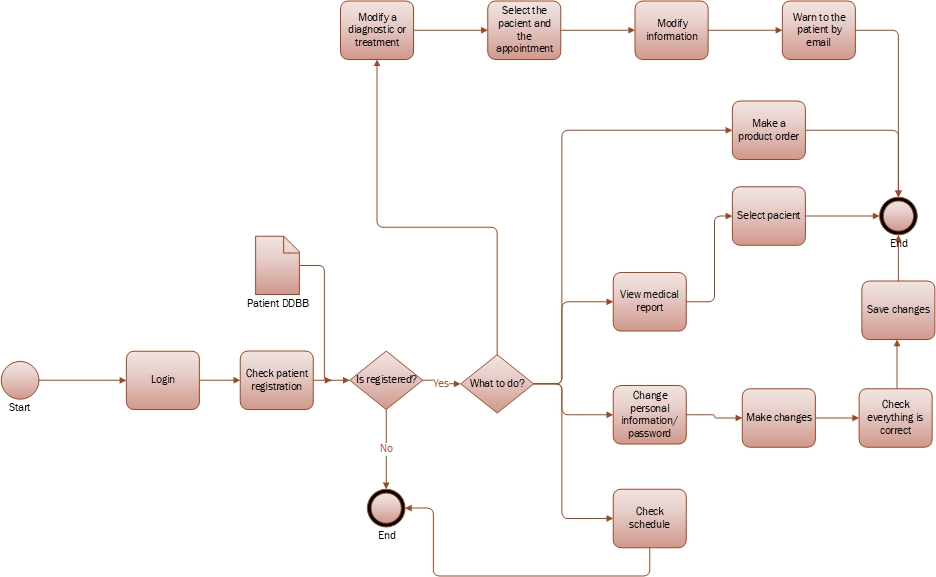 Modify a
diagnostic or
treatment
Select the
pacient and
the
appointment
Modify
information
Warn to the
patient by
email
Make a
product order
Select pacient
End
Patient DDBB
View medical
report
Save changes
Start
Login
Check patient
registration
Is registered?
Yes
What to do?
Change
personal
information/
password
Make changes
Check
everything is
correct
No
End
Check
schedule